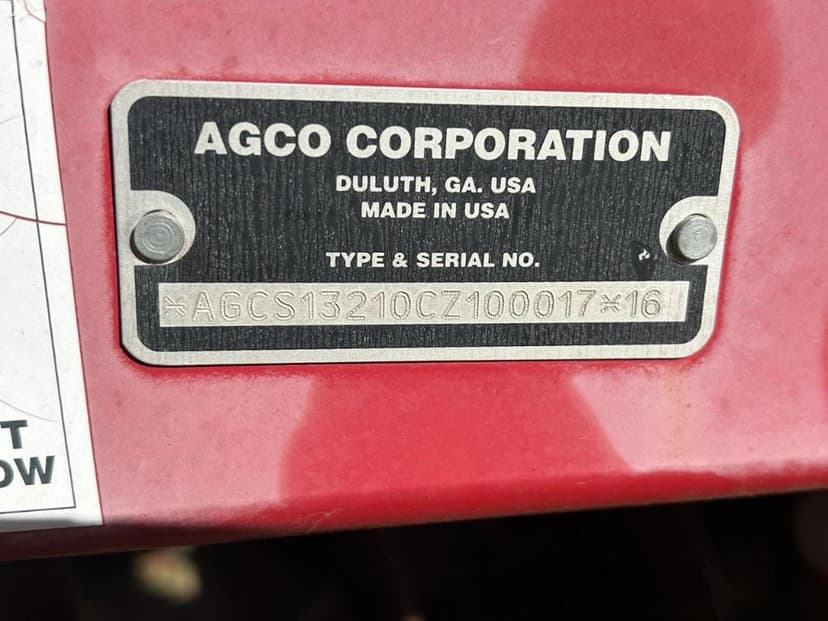 AGCO CORPORATION
DULUTH, GA. USA
MADE IN USA
TYPE & SERIAL NO.
*AGCS13210CZ100017*16
T
OW